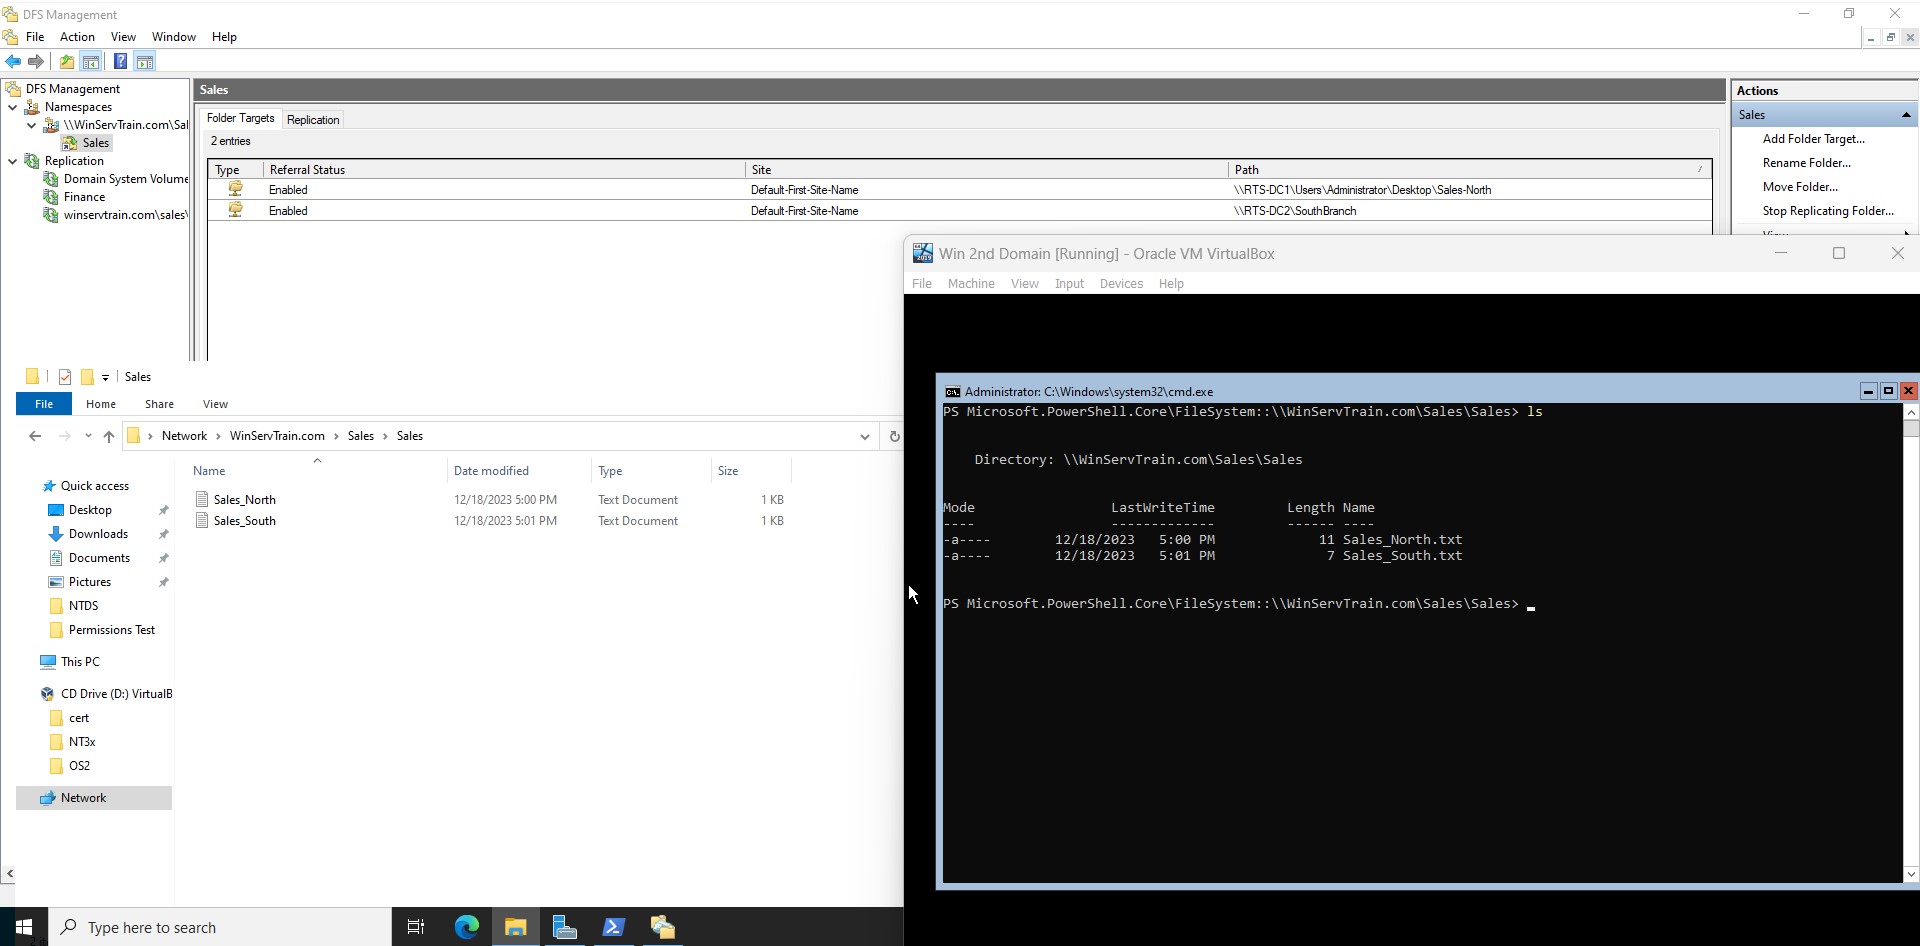 DFS Management
File Action View Window Help
DFS Management
Namespaces
\\WinServTrain.com\Sal
Sales
Replication
Domain System Volume
Finance
winservtrain.com\sales\
Sales
Folder Targets Replication
2 entries
Type Referral Status Site Path
Enabled Default-First-Site-Name \\RTS-DC1\Users\Administrator\Desktop\Sales-North
Enabled Default-First-Site-Name \\RTS-DC2\SouthBranch
Actions
Sales
Add Folder Target...
Rename Folder...
Move Folder...
Stop Replicating Folder...
Sales
File Home Share View
Network > WinServTrain.com > Sales > Sales
Name Date modified Type Size
Sales_North 12/18/2023 5:00 PM Text Document 1 KB
Sales_South 12/18/2023 5:01 PM Text Document 1 KB
Quick access
Desktop
Downloads
Documents
Pictures
NTDS
Permissions Test
This PC
CD Drive (D:) VirtualB
cert
NT3x
OS2
Network
Win 2nd Domain [Running] - Oracle VM VirtualBox
File Machine View Input Devices Help
Administrator: C:\Windows\system32\cmd.exe
PS Microsoft.PowerShell.Core\FileSystem::\\WinServTrain.com\Sales\Sales> ls
Directory: \\WinServTrain.com\Sales\Sales
Mode LastWriteTime Length Name
---- ------------- ------ ----
-a---- 12/18/2023 5:00 PM 11 Sales_North.txt
-a---- 12/18/2023 5:01 PM 7 Sales_South.txt
PS Microsoft.PowerShell.Core\FileSystem::\\WinServTrain.com\Sales\Sales>
Type here to search